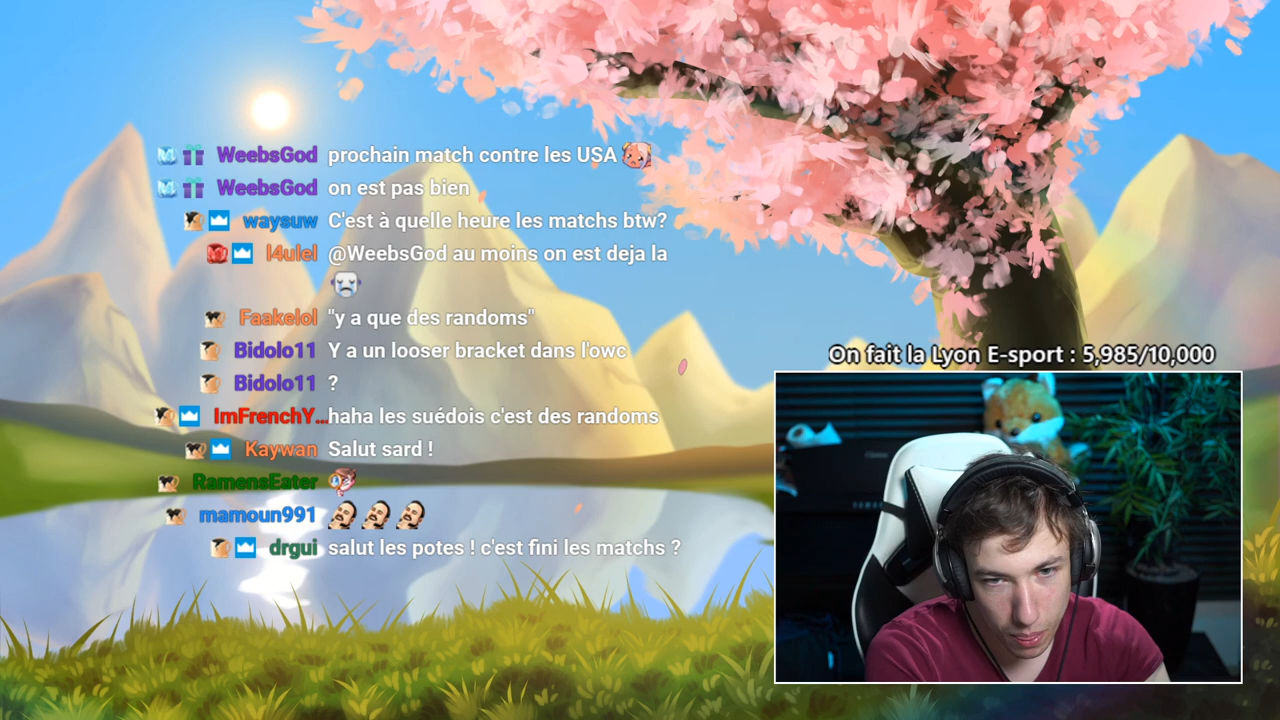 WeebsGod prochain match contre les USA
WeebsGod on est pas bien
waysuw C'est à quelle heure les matchs btw?
l4ulel @WeebsGod au moins on est deja la
Faakelol "y a que des randoms"
Bidolo11 Y a un looser bracket dans l'owc
Bidolo11 ?
ImFrenchY... haha les suédois c'est des randoms
Kaywan Salut sard !
RamensEater
mamoun991
drgui salut les potes ! c'est fini les matchs ?
On fait la Lyon E-sport : 5,985/10,000